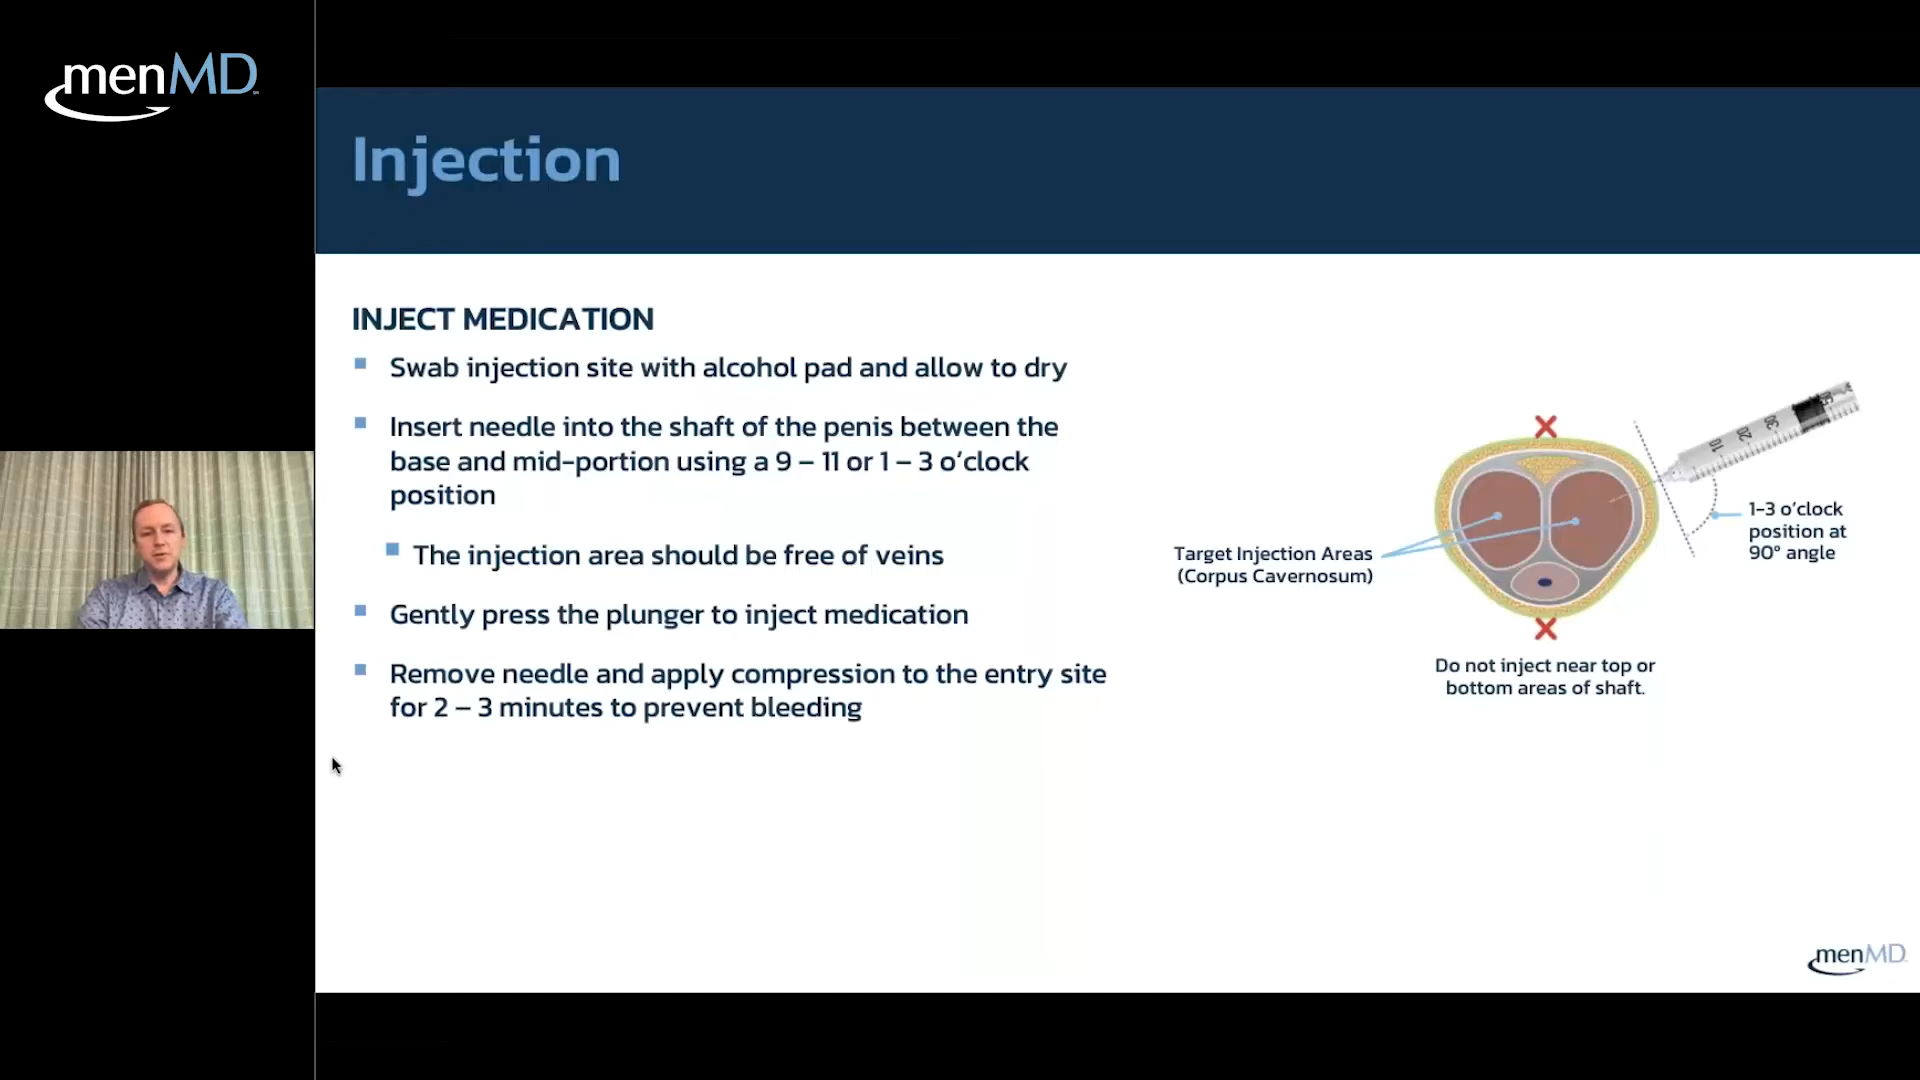 menMD
Injection
INJECT MEDICATION
Swab injection site with alcohol pad and allow to dry
Insert needle into the shaft of the penis between the
base and mid-portion using a 9 – 11 or 1 – 3 o’clock
position
The injection area should be free of veins
Gently press the plunger to inject medication
Remove needle and apply compression to the entry site
for 2 – 3 minutes to prevent bleeding
10 20 30 50
1-3 o’clock
position at
90° angle
Target Injection Areas
(Corpus Cavernosum)
Do not inject near top or
bottom areas of shaft.
menMD